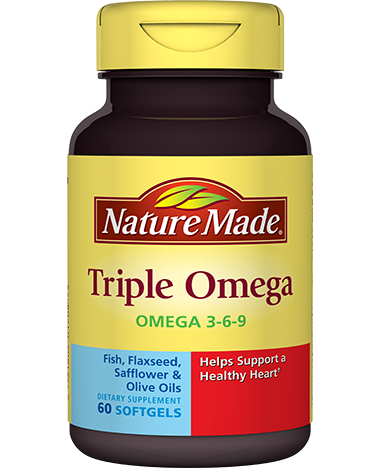 Nature Made®
Triple Omega
OMEGA 3-6-9
Fish, Flaxseed,
Safflower &
Olive Oils
DIETARY SUPPLEMENT
60 SOFTGELS
Helps Support a
Healthy Heart†